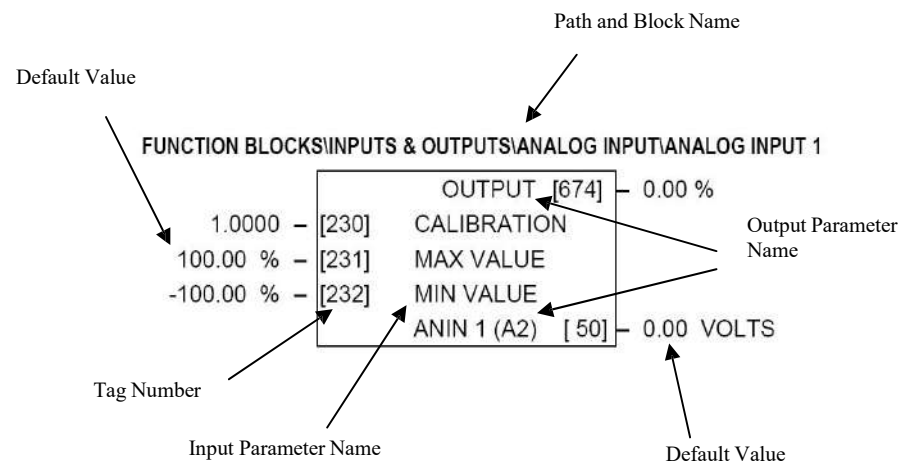 Path and Block Name
Default Value
FUNCTION BLOCKS\INPUTS & OUTPUTS\ANALOG INPUT\ANALOG INPUT 1
OUTPUT [674] – 0.00 %
1.0000 – [230] CALIBRATION
100.00 % – [231] MAX VALUE
-100.00 % – [232] MIN VALUE
ANIN 1 (A2) [ 50] – 0.00 VOLTS
Output Parameter
Name
Tag Number
Input Parameter Name
Default Value